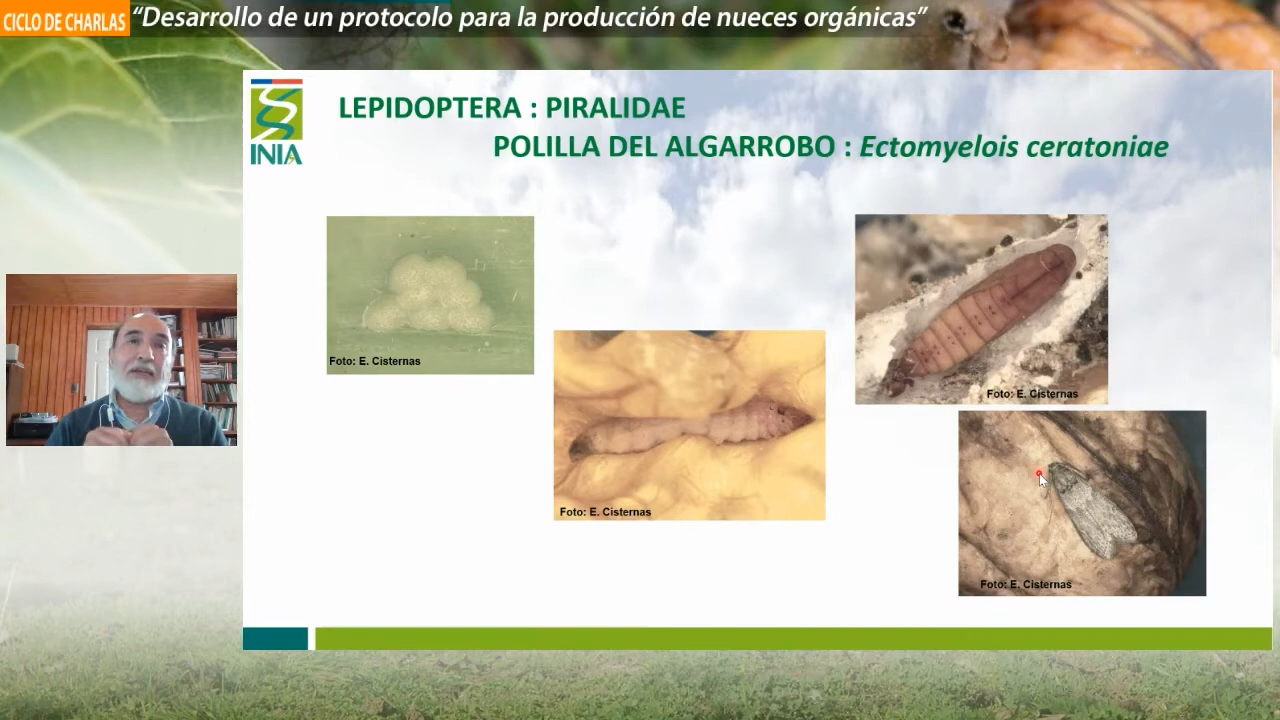 CICLO DE CHARLAS
“Desarrollo de un protocolo para la producción de nueces orgánicas”
INIA
LEPIDOPTERA : PIRALIDAE
POLILLA DEL ALGARROBO : Ectomyelois ceratoniae
Foto: E. Cisternas
Foto: E. Cisternas
Foto: E. Cisternas
Foto: E. Cisternas